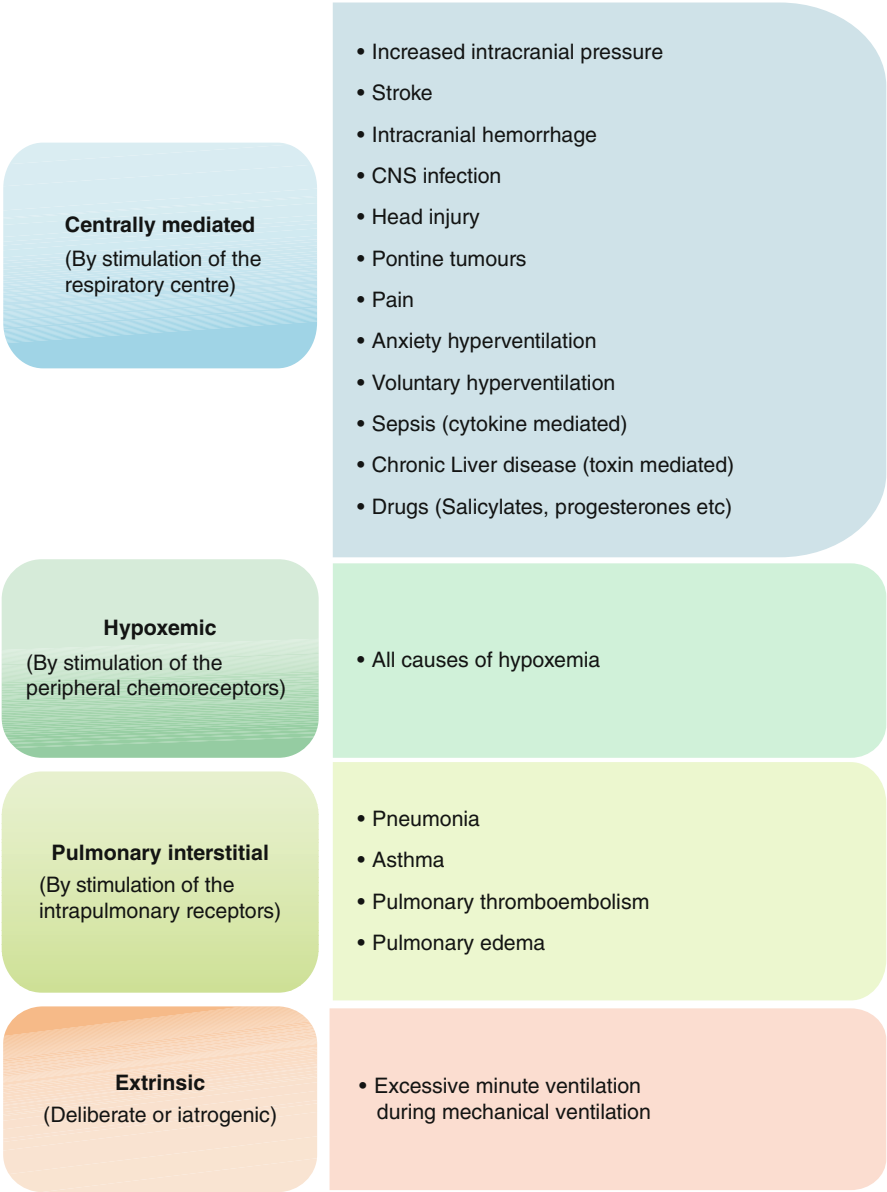 Centrally mediated
(By stimulation of the
respiratory centre)
• Increased intracranial pressure
• Stroke
• Intracranial hemorrhage
• CNS infection
• Head injury
• Pontine tumours
• Pain
• Anxiety hyperventilation
• Voluntary hyperventilation
• Sepsis (cytokine mediated)
• Chronic Liver disease (toxin mediated)
• Drugs (Salicylates, progesterones etc)
Hypoxemic
(By stimulation of the
peripheral chemoreceptors)
• All causes of hypoxemia
Pulmonary interstitial
(By stimulation of the
intrapulmonary receptors)
• Pneumonia
• Asthma
• Pulmonary thromboembolism
• Pulmonary edema
Extrinsic
(Deliberate or iatrogenic)
• Excessive minute ventilation
during mechanical ventilation